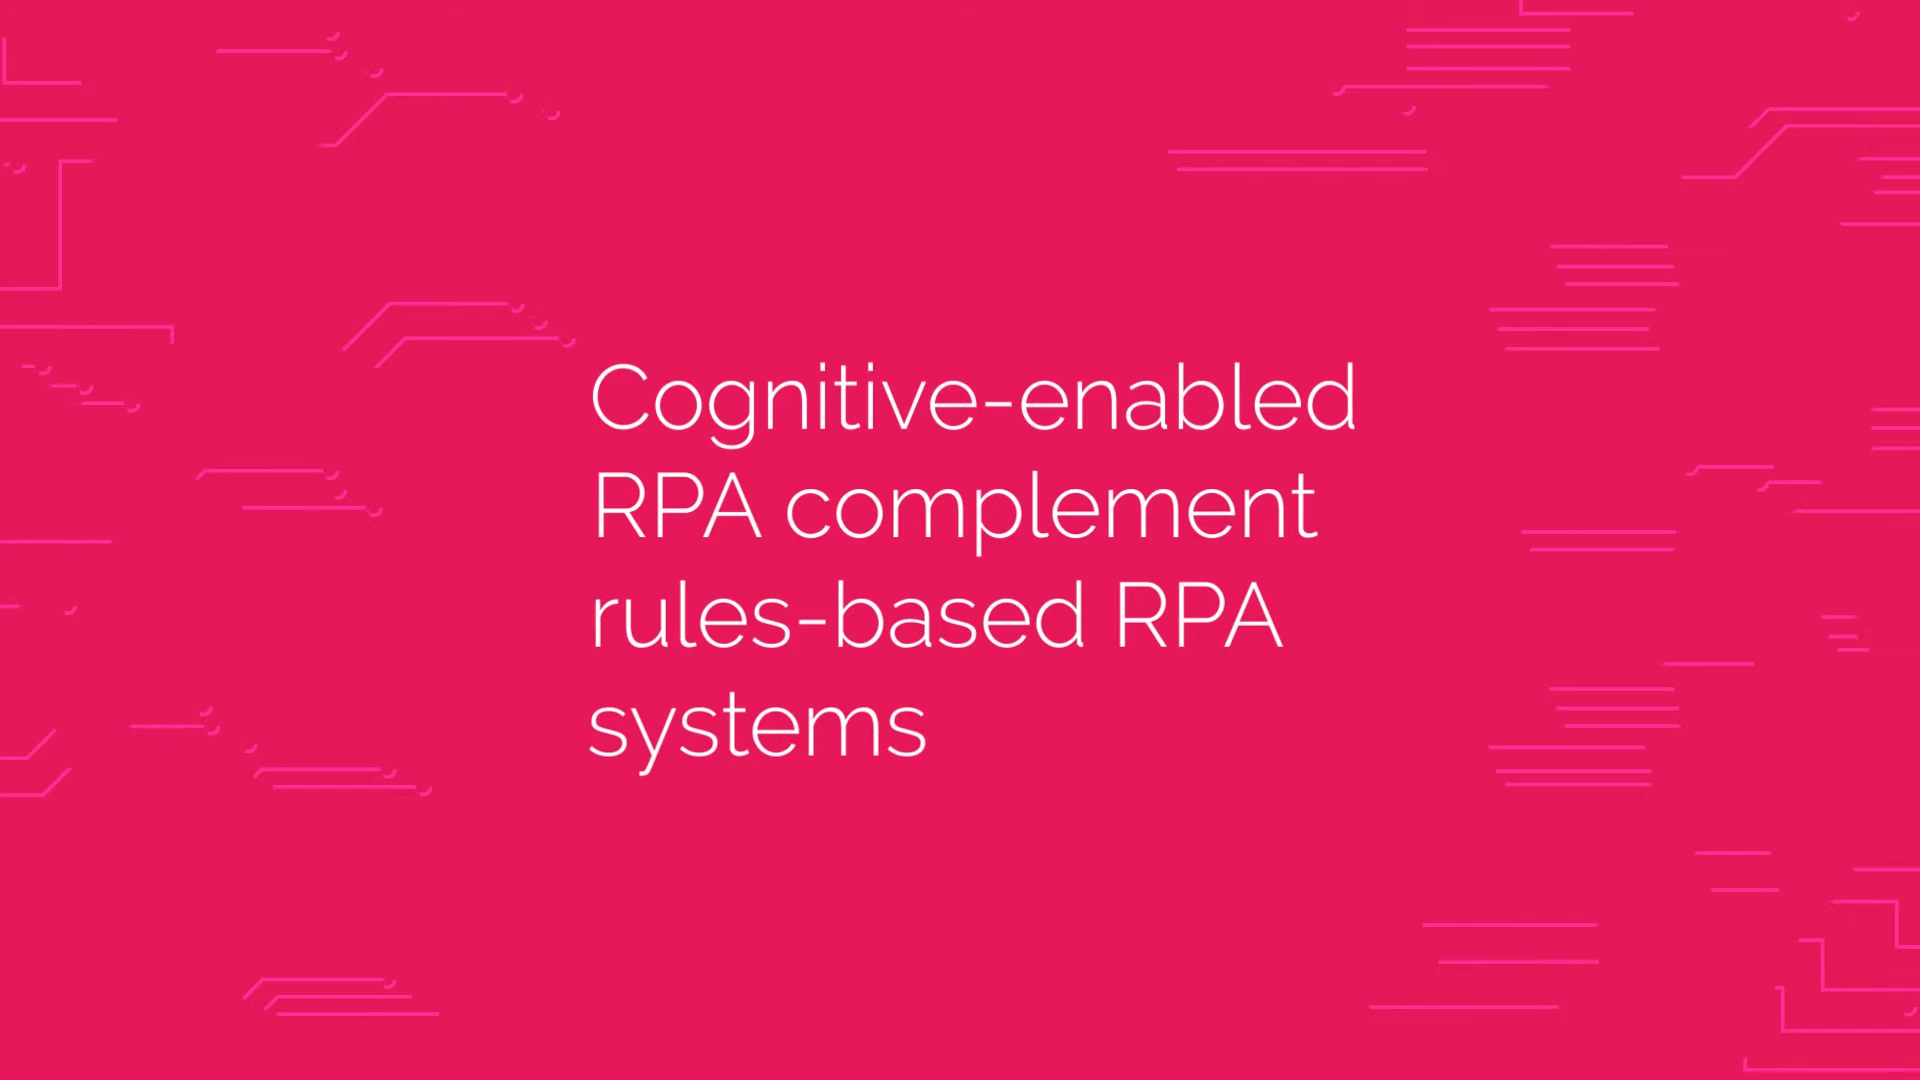 Cognitive-enabled
RPA complement
rules-based RPA
systems